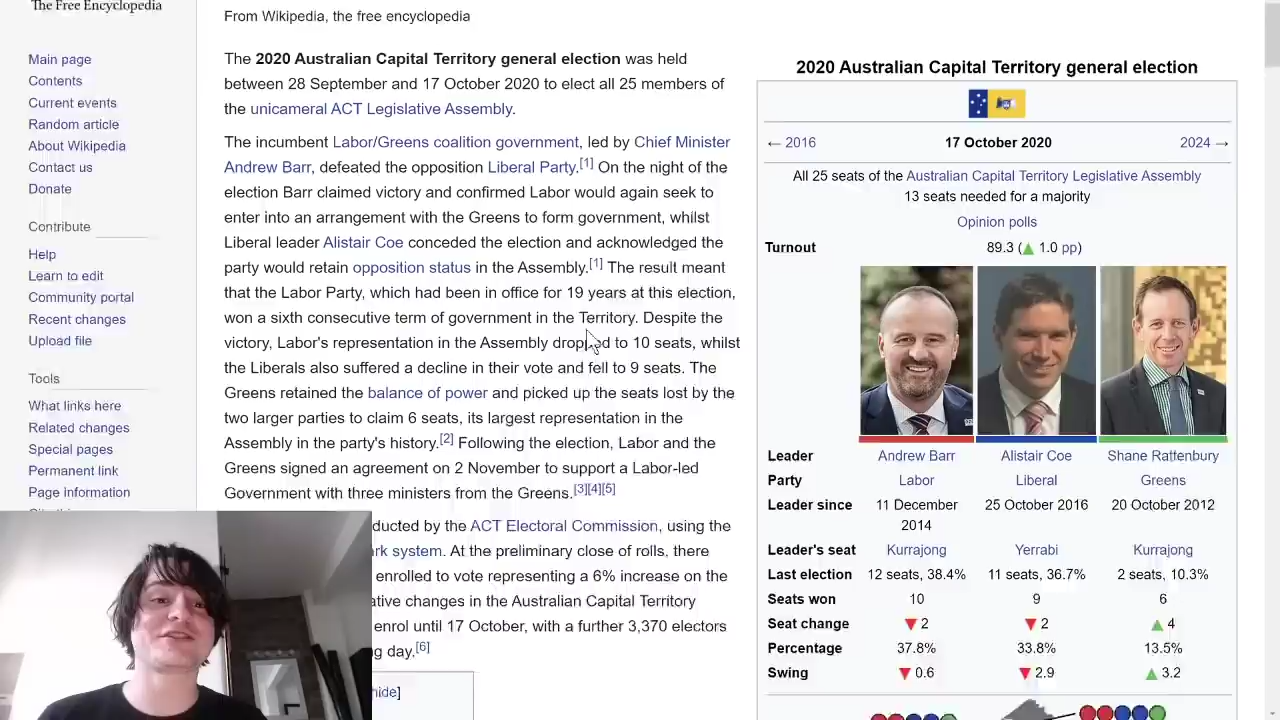 The Free Encyclopedia
Main page
Contents
Current events
Random article
About Wikipedia
Contact us
Donate
Contribute
Help
Learn to edit
Community portal
Recent changes
Upload file
Tools
What links here
Related changes
Special pages
Permanent link
Page information
From Wikipedia, the free encyclopedia
The 2020 Australian Capital Territory general election was held
between 28 September and 17 October 2020 to elect all 25 members of
the unicameral ACT Legislative Assembly.
The incumbent Labor/Greens coalition government, led by Chief Minister
Andrew Barr, defeated the opposition Liberal Party.[1] On the night of the
election Barr claimed victory and confirmed Labor would again seek to
enter into an arrangement with the Greens to form government, whilst
Liberal leader Alistair Coe conceded the election and acknowledged the
party would retain opposition status in the Assembly.[1] The result meant
that the Labor Party, which had been in office for 19 years at this election,
won a sixth consecutive term of government in the Territory. Despite the
victory, Labor's representation in the Assembly dropped to 10 seats, whilst
the Liberals also suffered a decline in their vote and fell to 9 seats. The
Greens retained the balance of power and picked up the seats lost by the
two larger parties to claim 6 seats, its largest representation in the
Assembly in the party's history.[2] Following the election, Labor and the
Greens signed an agreement on 2 November to support a Labor-led
Government with three ministers from the Greens.[3][4][5]
ducted by the ACT Electoral Commission, using the
rk system. At the preliminary close of rolls, there
enrolled to vote representing a 6% increase on the
ative changes in the Australian Capital Territory
enrol until 17 October, with a further 3,370 electors
g day.[6]
hide]
2020 Australian Capital Territory general election
← 2016 17 October 2020 2024 →
All 25 seats of the Australian Capital Territory Legislative Assembly
13 seats needed for a majority
Opinion polls
Turnout 89.3 (▲ 1.0 pp)
Leader Andrew Barr Alistair Coe Shane Rattenbury
Party Labor Liberal Greens
Leader since 11 December 2014 25 October 2016 20 October 2012
Leader's seat Kurrajong Yerrabi Kurrajong
Last election 12 seats, 38.4% 11 seats, 36.7% 2 seats, 10.3%
Seats won 10 9 6
Seat change ▼ 2 ▼ 2 ▲ 4
Percentage 37.8% 33.8% 13.5%
Swing ▼ 0.6 ▼ 2.9 ▲ 3.2